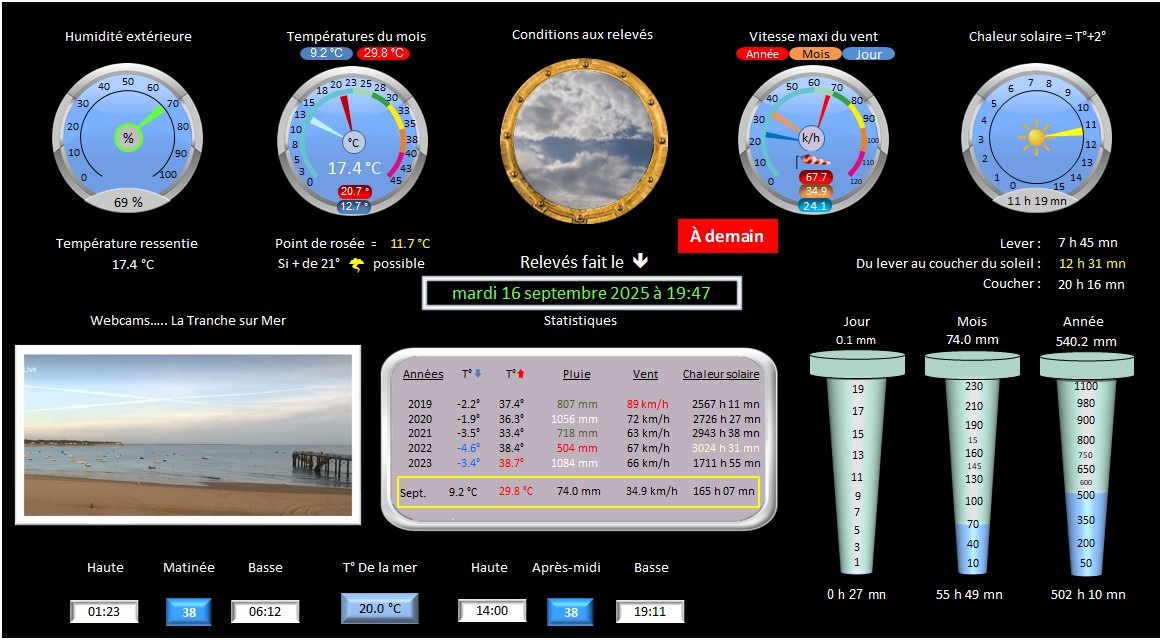 Humidité extérieure
0 10 20 30 40 50 60 70 80 90 100
%
69 %
Températures du mois
9.2 °C 29.8 °C
0 3 5 8 10 13 15 18 20 23 25 28 30 33 35 38 40 43 45
°C
17.4 °C
20.7 °
12.7 °
Conditions aux relevés
Vitesse maxi du vent
Année Mois Jour
0 10 20 30 40 50 60 70 80 90 100 110 120
k/h
67.7
34.9
24.1
Chaleur solaire = T°+2°
0 1 2 3 4 5 6 7 8 9 10 11 12 13 14 15
11 h 19 mn
Température ressentie
17.4 °C
Point de rosée = 11.7 °C
Si + de 21° possible
À demain
Relevés fait le
mardi 16 septembre 2025 à 19:47
Lever : 7 h 45 mn
Du lever au coucher du soleil : 12 h 31 mn
Coucher : 20 h 16 mn
Webcams..... La Tranche sur Mer
Live
Statistiques
Années T° T° Pluie Vent Chaleur solaire
2019 -2.2° 37.4° 807 mm 89 km/h 2567 h 11 mn
2020 -1.9° 36.3° 1056 mm 72 km/h 2726 h 27 mn
2021 -3.5° 33.4° 718 mm 63 km/h 2943 h 38 mn
2022 -4.6° 38.4° 504 mm 67 km/h 3024 h 31 mn
2023 -3.4° 38.7° 1084 mm 66 km/h 1711 h 55 mn
Sept. 9.2 °C 29.8 °C 74.0 mm 34.9 km/h 165 h 07 mn
Jour
0.1 mm
19
17
15
13
11
9
7
5
3
1
0 h 27 mn
Mois
74.0 mm
230
210
190
15
160
145
130
100
70
40
10
55 h 49 mn
Année
540.2 mm
1100
980
900
800
750
650
600
500
350
200
50
502 h 10 mn
Haute Matinée Basse T° De la mer Haute Après-midi Basse
01:23 38 06:12 20.0 °C 14:00 38 19:11